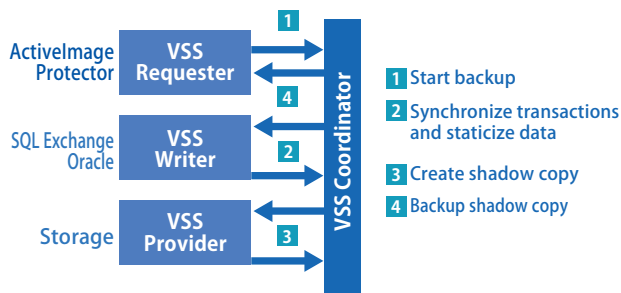 ActiveImage
Protector
VSS
Requester
1
4
SQL Exchange
Oracle
VSS
Writer
2
Storage
VSS
Provider
3
VSS Coordinator
1 Start backup
2 Synchronize transactions
and staticize data
3 Create shadow copy
4 Backup shadow copy